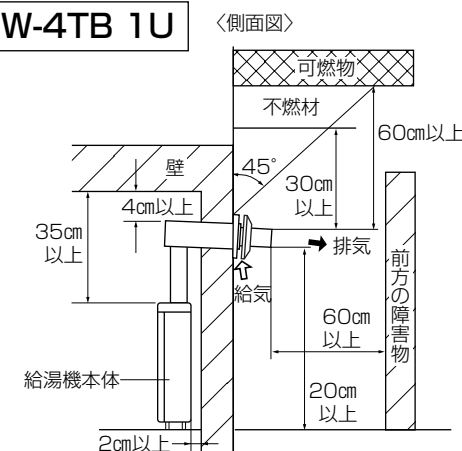 W-4TB 1U
〈側面図〉
可燃物
不燃材
60cm以上
壁
45°
30cm
以上
4cm以上
35cm
以上
排気
給気
前方の障害物
60cm
以上
給湯機本体
20cm
以上
2cm以上